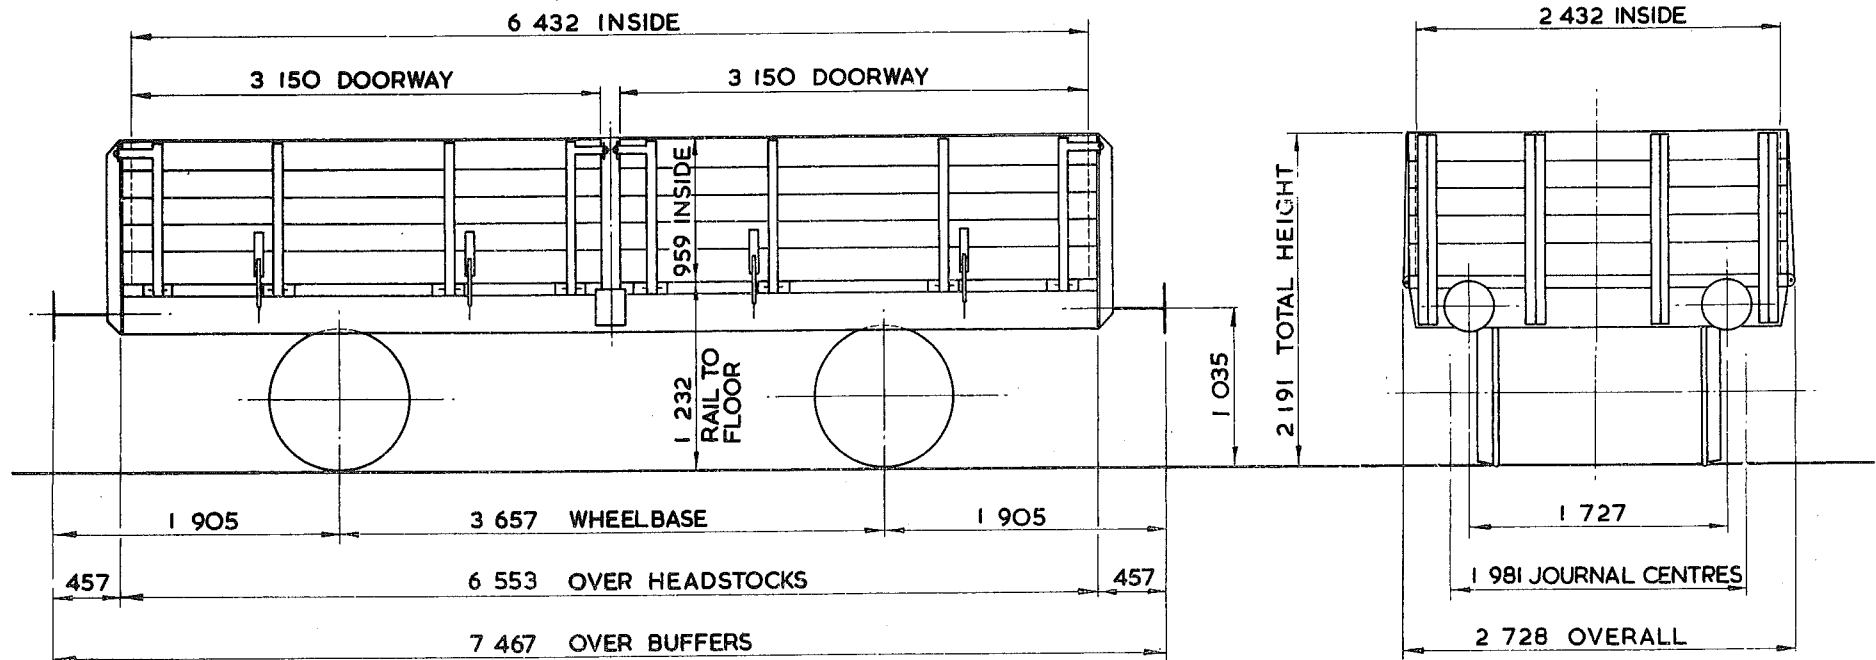 6 432 INSIDE
3 150 DOORWAY
3 150 DOORWAY
959 INSIDE
1 232
RAIL TO
FLOOR
1 035
1 905
3 657 WHEELBASE
1 905
457
6 553 OVER HEADSTOCKS
457
7 467 OVER BUFFERS
2 432 INSIDE
2 191 TOTAL HEIGHT
1 727
1 981 JOURNAL CENTRES
2 728 OVERALL